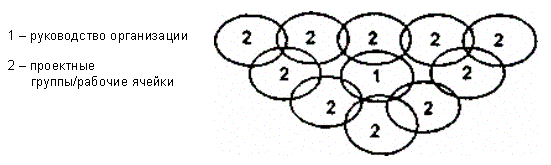 1 – руководство организации
2 – проектные
группы/рабочие ячейки
2 2 2 2 2
2 1 2
2 2
2